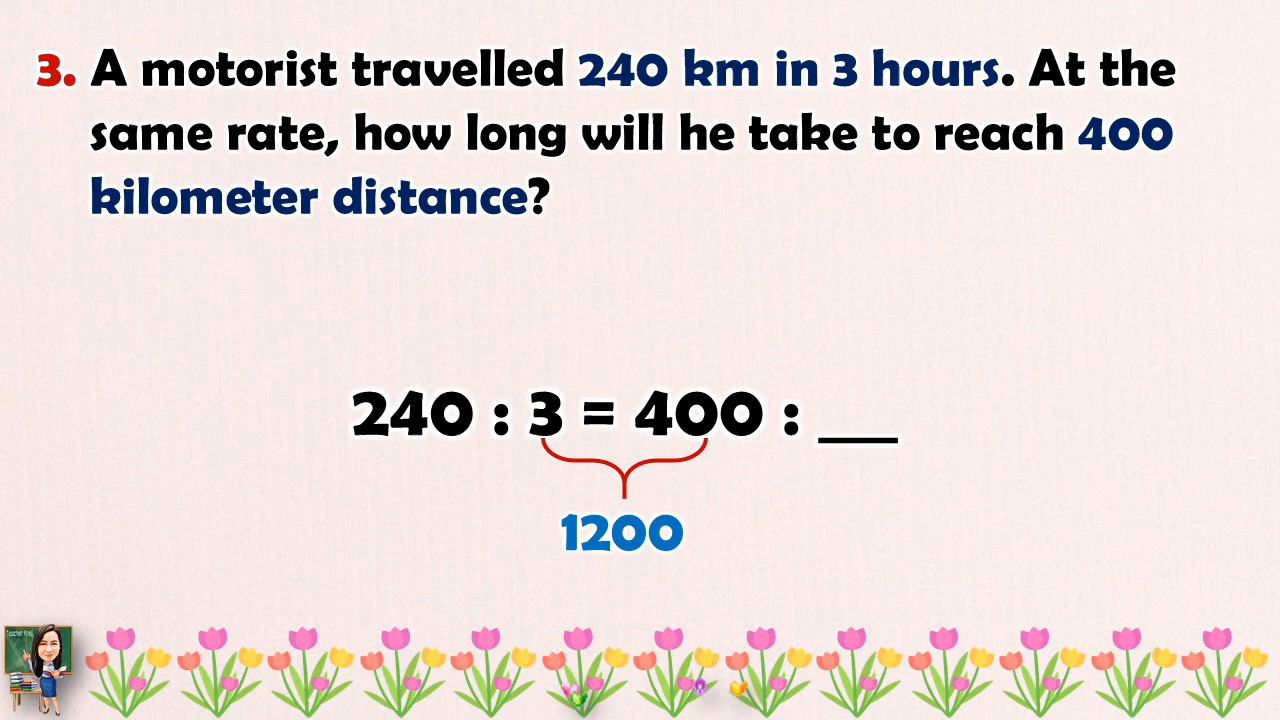 3. A motorist travelled 240 km in 3 hours. At the
same rate, how long will he take to reach 400
kilometer distance?
240 : 3 = 400 : ___
1200